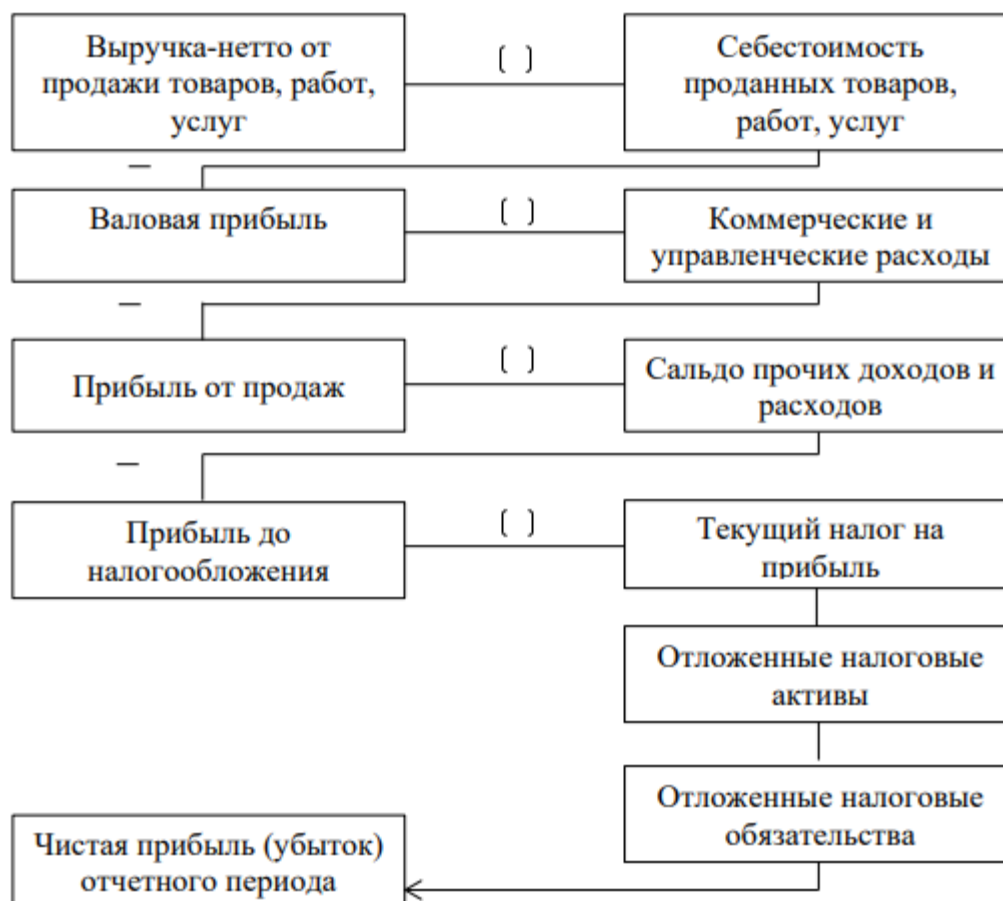 Выручка-нетто от
продажи товаров, работ,
услуг
( )
Себестоимость
проданных товаров,
работ, услуг
–
Валовая прибыль
( )
Коммерческие и
управленческие расходы
–
Прибыль от продаж
( )
Сальдо прочих доходов и
расходов
–
Прибыль до
налогообложения
( )
Текущий налог на
прибыль
Отложенные налоговые
активы
Отложенные налоговые
обязательства
Чистая прибыль (убыток)
отчетного периода